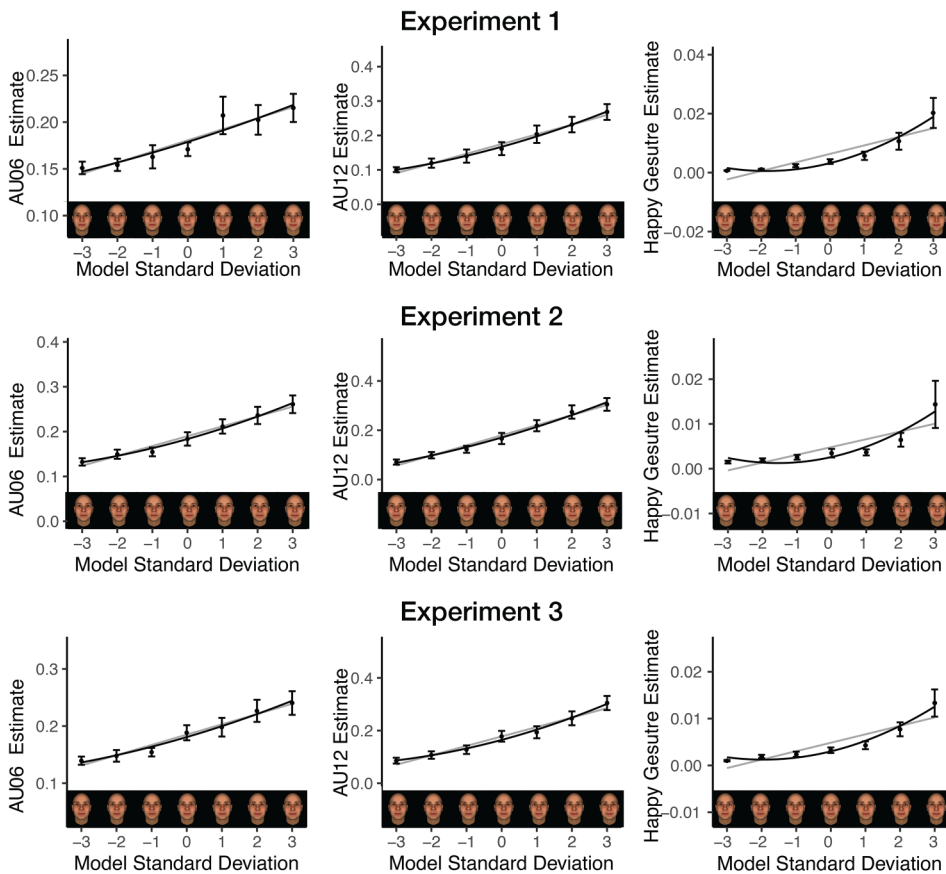 Experiment 1
AU06 Estimate
0.25
0.20
0.15
0.10
−3 −2 −1 0 1 2 3
Model Standard Deviation
AU12 Estimate
0.4
0.3
0.2
0.1
0.0
−3 −2 −1 0 1 2 3
Model Standard Deviation
Happy Gesutre Estimate
0.04
0.02
0.00
−0.02
−3 −2 −1 0 1 2 3
Model Standard Deviation
Experiment 2
AU06 Estimate
0.4
0.3
0.2
0.1
0.0
−3 −2 −1 0 1 2 3
Model Standard Deviation
AU12 Estimate
0.4
0.2
0.0
−3 −2 −1 0 1 2 3
Model Standard Deviation
Happy Gesutre Estimate
0.02
0.01
0.00
−0.01
−3 −2 −1 0 1 2 3
Model Standard Deviation
Experiment 3
AU06 Estimate
0.3
0.2
0.1
−3 −2 −1 0 1 2 3
Model Standard Deviation
AU12 Estimate
0.4
0.2
0.0
−3 −2 −1 0 1 2 3
Model Standard Deviation
Happy Gesutre Estimate
0.02
0.01
0.00
−0.01
−3 −2 −1 0 1 2 3
Model Standard Deviation